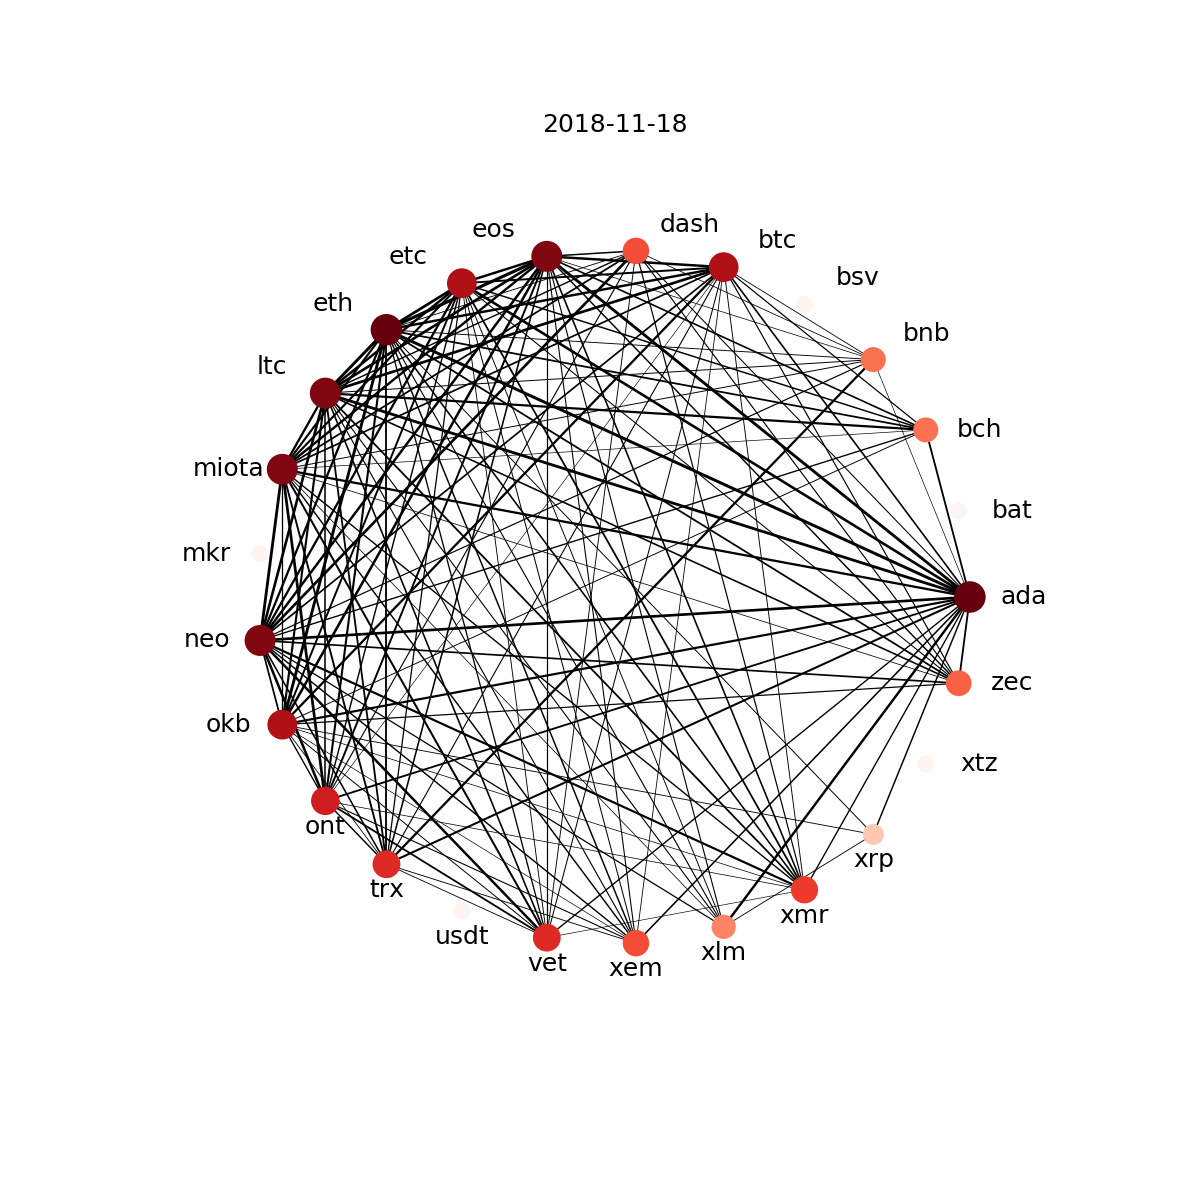 2018-11-18
dash
eos
btc
etc
bsv
eth
bnb
ltc
bch
miota
bat
mkr
ada
neo
zec
okb
xtz
ont
xrp
trx
xmr
usdt
xlm
vet
xem